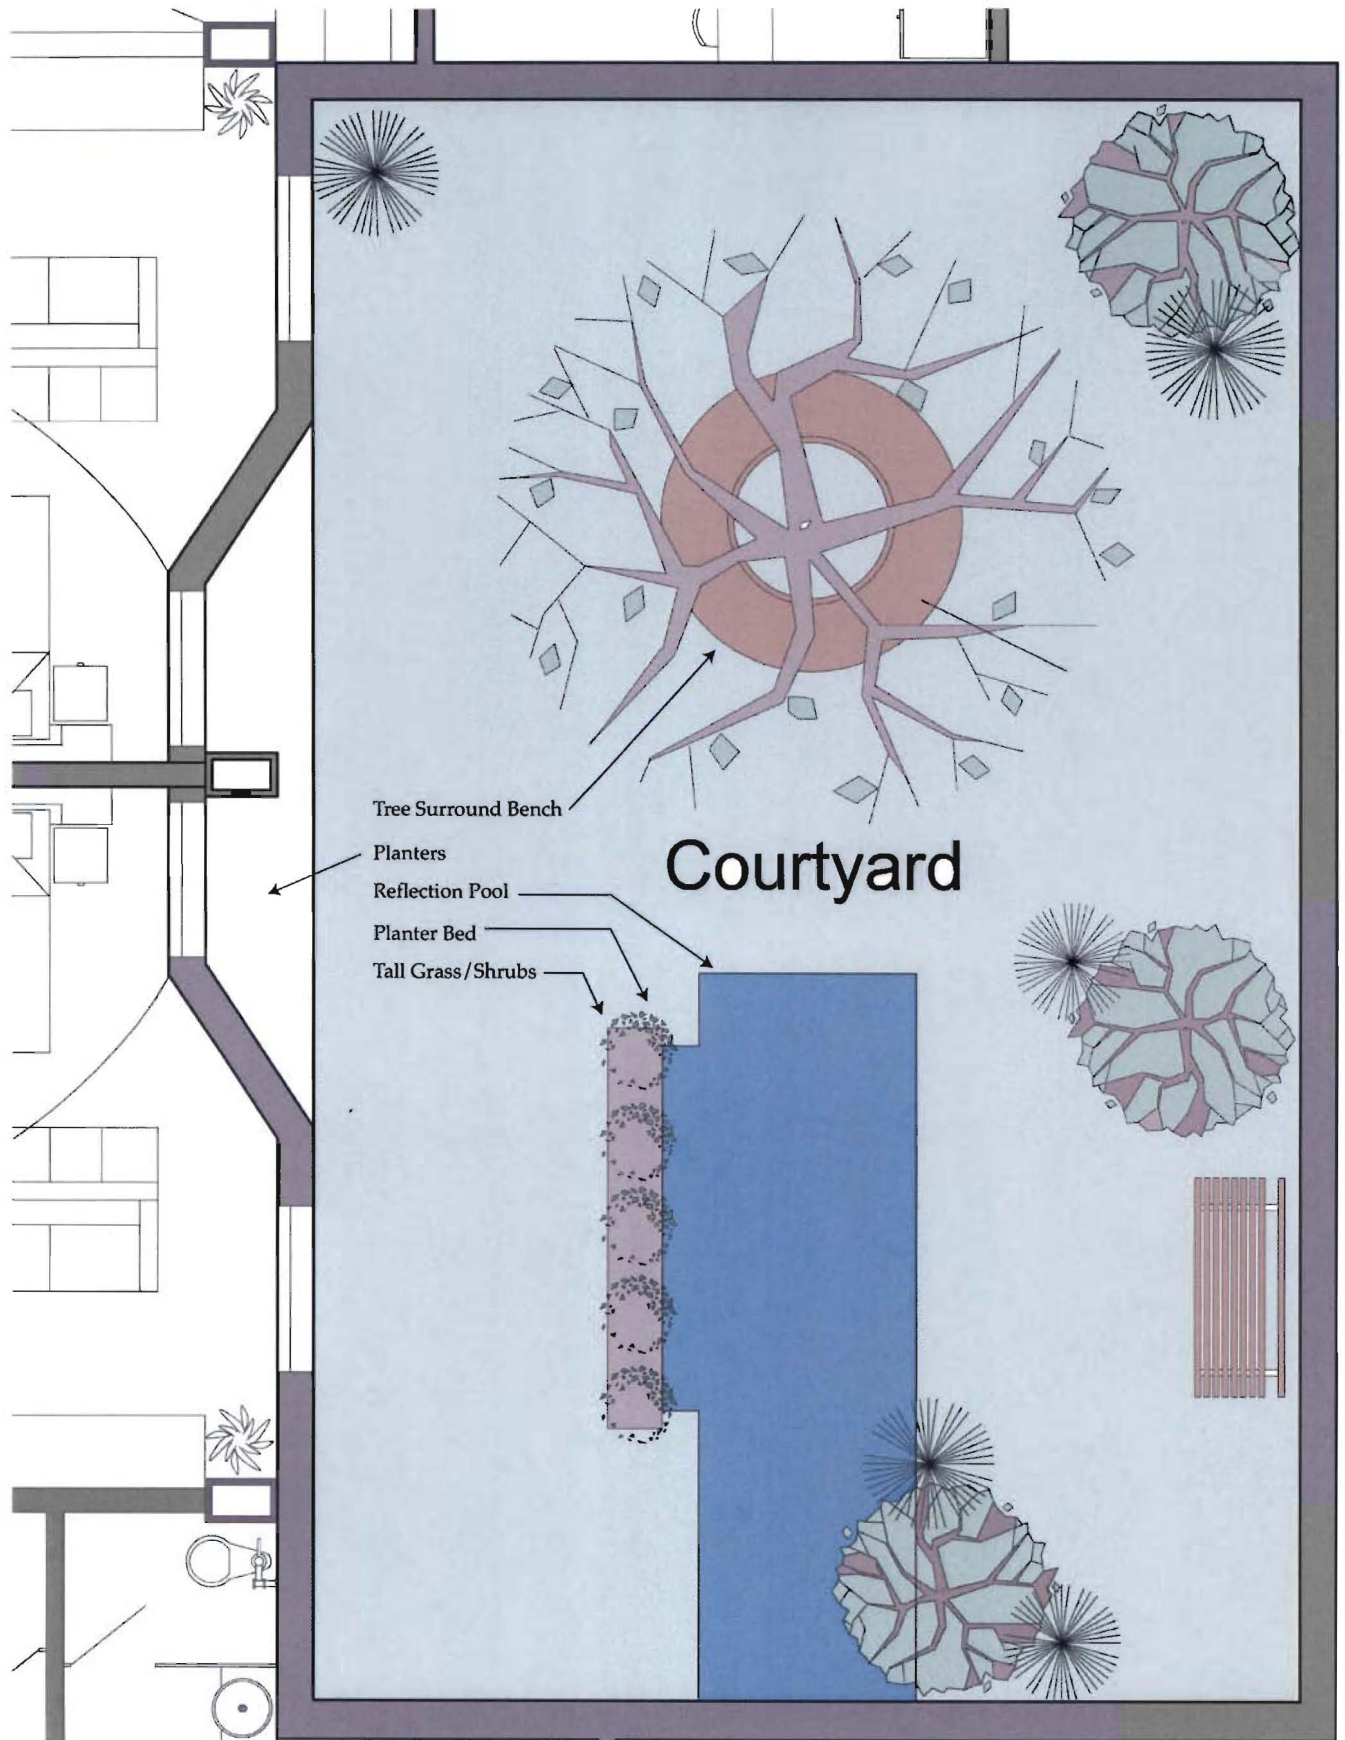 Tree Surround Bench
Planters
Courtyard
Reflection Pool
Planter Bed
Tall Grass/Shrubs